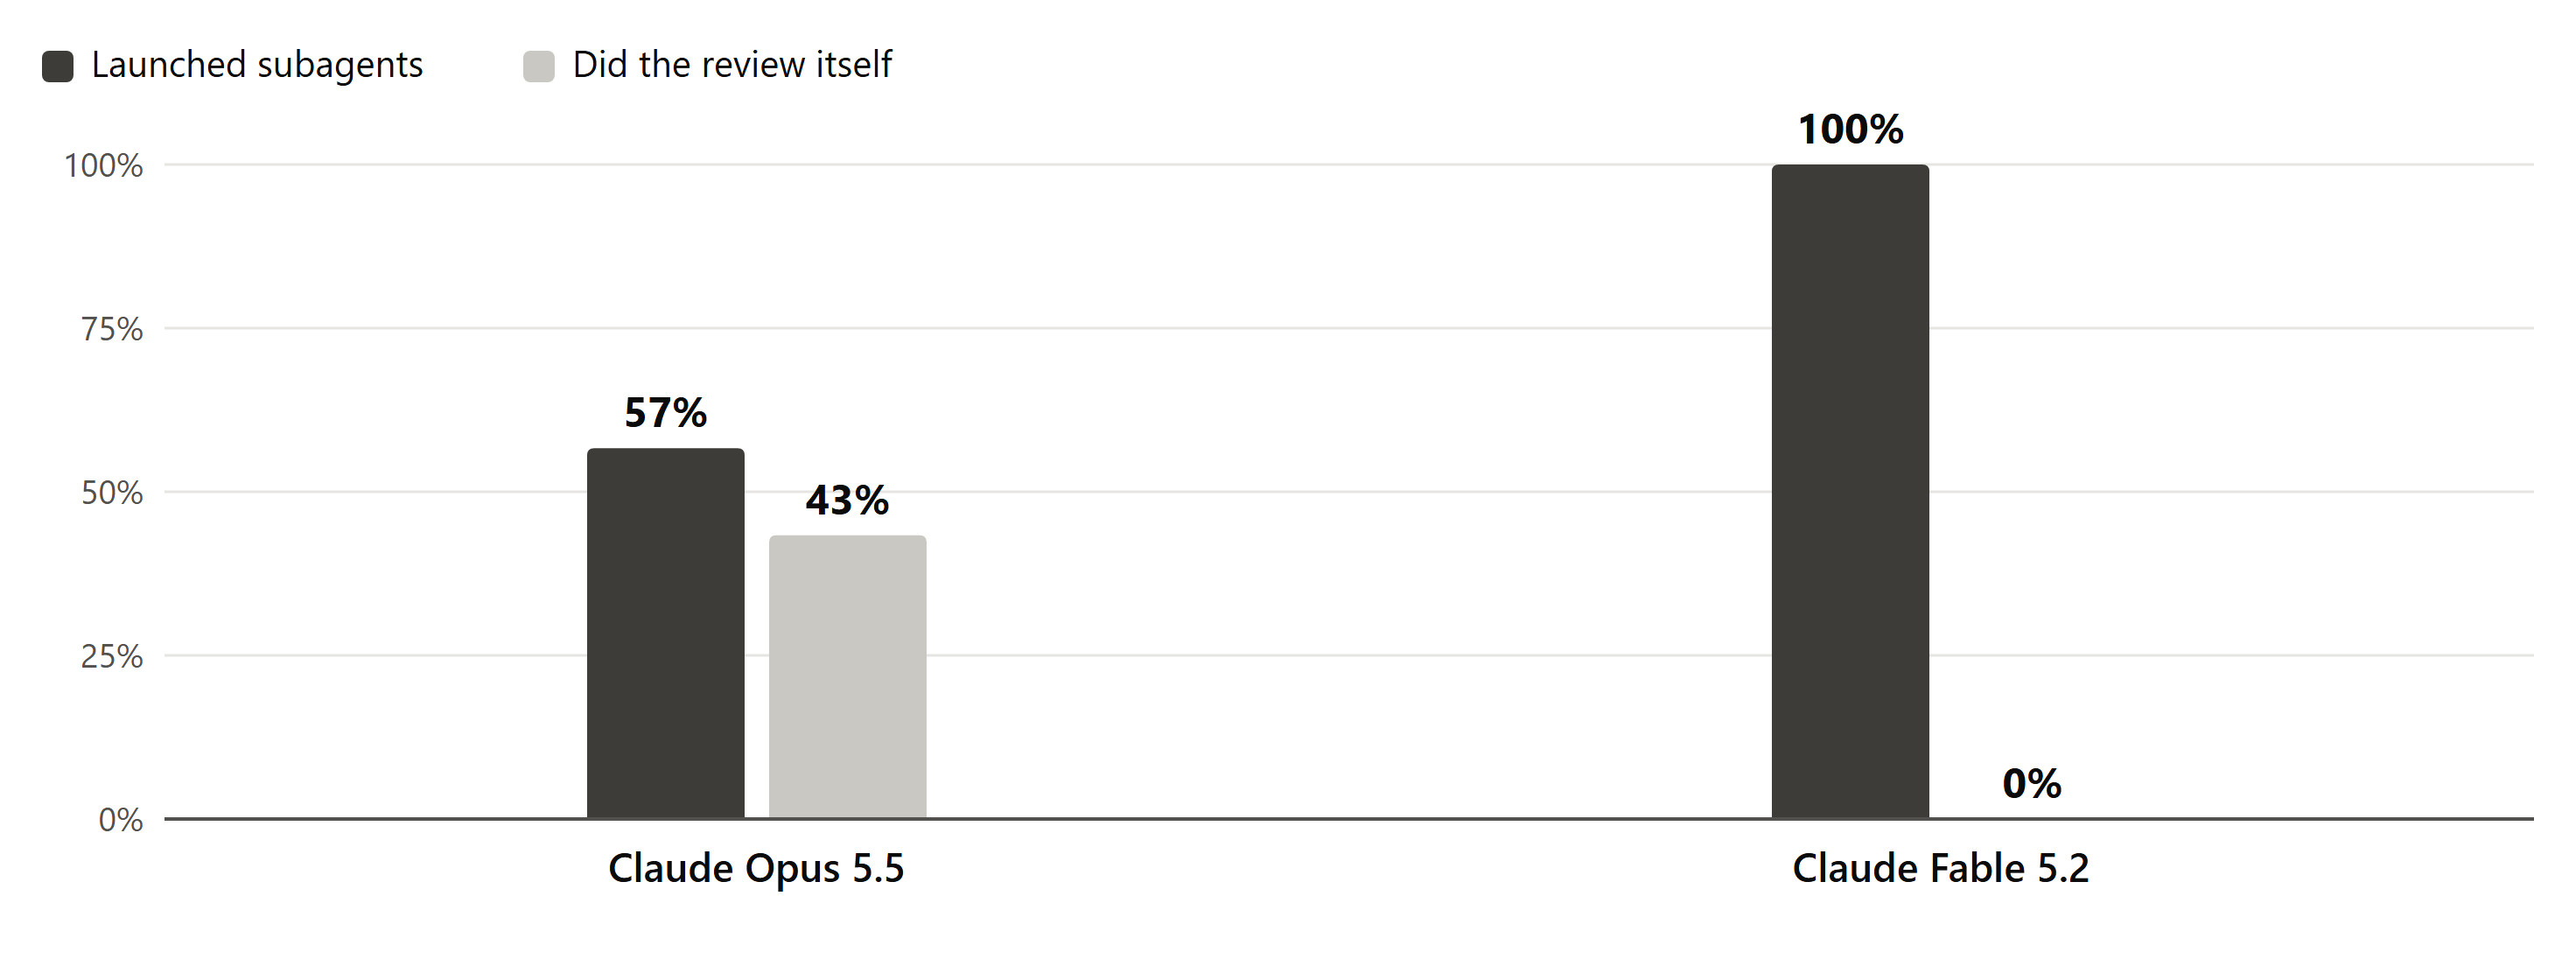 Launched subagents
Did the review itself
100%
100%
75%
57%
50%
43%
25%
0%
0%
Claude Opus 5.5
Claude Fable 5.2